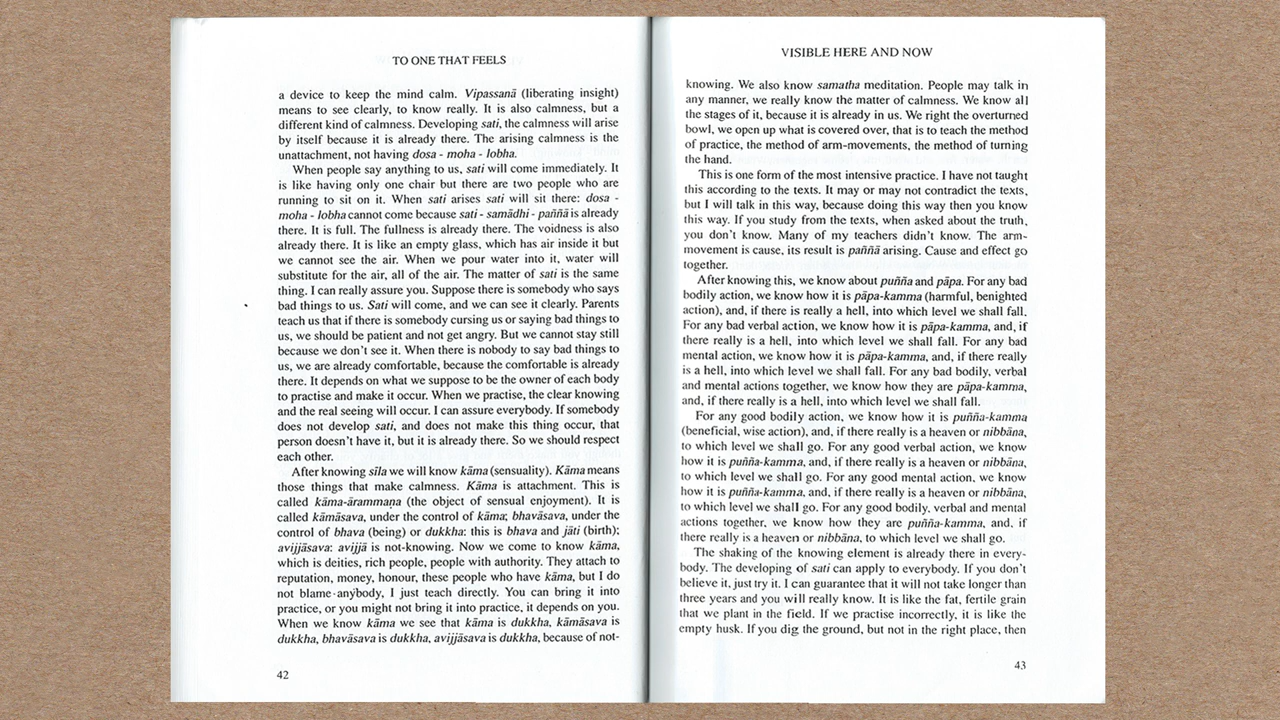 TO ONE THAT FEELS
a device to keep the mind calm. Vipassanā (liberating insight)
means to see clearly, to know really. It is also calmness, but a
different kind of calmness. Developing sati, the calmness will arise
by itself because it is already there. The arising calmness is the
unattachment, not having dosa - moha - lobha.
When people say anything to us, sati will come immediately. It
is like having only one chair but there are two people who are
running to sit on it. When sati arises sati will sit there: dosa -
moha - lobha cannot come because sati - samādhi - paññā is already
there. It is full. The fullness is already there. The voidness is also
already there. It is like an empty glass, which has air inside it but
we cannot see the air. When we pour water into it, water will
substitute for the air, all of the air. The matter of sati is the same
thing. I can really assure you. Suppose there is somebody who says
bad things to us. Sati will come, and we can see it clearly. Parents
teach us that if there is somebody cursing us or saying bad things to
us, we should be patient and not get angry. But we cannot stay still
because we don't see it. When there is nobody to say bad things to
us, we are already comfortable, because the comfortable is already
there. It depends on what we suppose to be the owner of each body
to practise and make it occur. When we practise, the clear knowing
and the real seeing will occur. I can assure everybody. If somebody
does not develop sati, and does not make this thing occur, that
person doesn't have it, but it is already there. So we should respect
each other.
After knowing sīla we will know kāma (sensuality). Kāma means
those things that make calmness. Kāma is attachment. This is
called kāma-ārammaṇa (the object of sensual enjoyment). It is
called kāmāsava, under the control of kāma; bhavāsava, under the
control of bhava (being) or dukkha: this is bhava and jāti (birth);
avijjāsava: avijjā is not-knowing. Now we come to know kāma,
which is deities, rich people, people with authority. They attach to
reputation, money, honour, these people who have kāma, but I do
not blame anybody, I just teach directly. You can bring it into
practice, or you might not bring it into practice, it depends on you.
When we know kāma we see that kāma is dukkha, kāmāsava is
dukkha, bhavāsava is dukkha, avijjāsava is dukkha, because of not-
42
VISIBLE HERE AND NOW
knowing. We also know samatha meditation. People may talk in
any manner, we really know the matter of calmness. We know all
the stages of it, because it is already in us. We right the overturned
bowl, we open up what is covered over, that is to teach the method
of practice, the method of arm-movements, the method of turning
the hand.
This is one form of the most intensive practice. I have not taught
this according to the texts. It may or may not contradict the texts,
but I will talk in this way, because doing this way then you know
this way. If you study from the texts, when asked about the truth,
you don't know. Many of my teachers didn't know. The arm-
movement is cause, its result is paññā arising. Cause and effect go
together.
After knowing this, we know about puñña and pāpa. For any bad
bodily action, we know how it is pāpa-kamma (harmful, benighted
action), and, if there is really a hell, into which level we shall fall.
For any bad verbal action, we know how it is pāpa-kamma, and, if
there really is a hell, into which level we shall fall. For any bad
mental action, we know how it is pāpa-kamma, and, if there really
is a hell, into which level we shall fall. For any bad bodily, verbal
and mental actions together, we know how they are pāpa-kamma,
and, if there really is a hell, into which level we shall fall.
For any good bodily action, we know how it is puñña-kamma
(beneficial, wise action), and, if there really is a heaven or nibbāna,
to which level we shall go. For any good verbal action, we know
how it is puñña-kamma, and, if there really is a heaven or nibbāna,
to which level we shall go. For any good mental action, we know
how it is puñña-kamma, and, if there really is a heaven or nibbāna,
to which level we shall go. For any good bodily, verbal and mental
actions together, we know how they are puñña-kamma, and, if
there really is a heaven or nibbāna, to which level we shall go.
The shaking of the knowing element is already there in every-
body. The developing of sati can apply to everybody. If you don't
believe it, just try it. I can guarantee that it will not take longer than
three years and you will really know. It is like the fat, fertile grain
that we plant in the field. If we practise incorrectly, it is like the
empty husk. If you dig the ground, but not in the right place, then
43